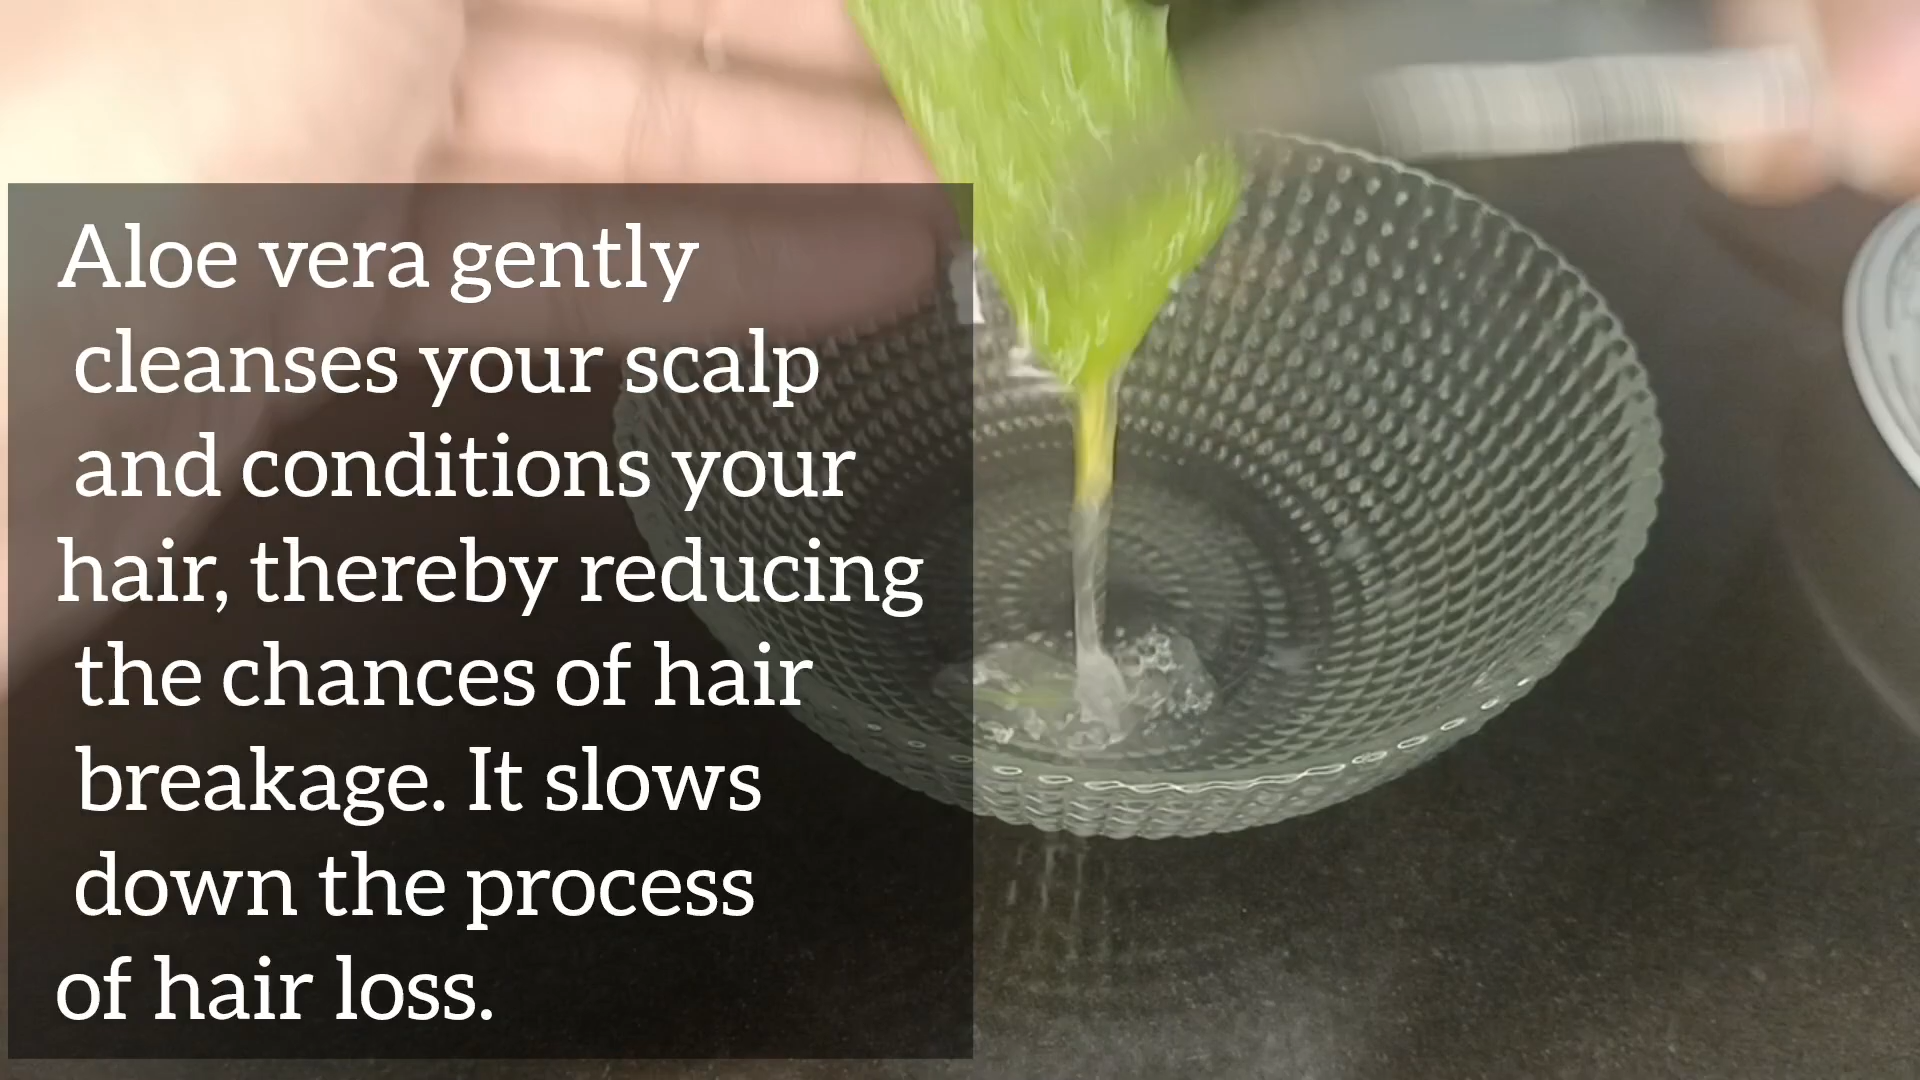 Aloe vera gently
cleanses your scalp
and conditions your
hair, thereby reducing
the chances of hair
breakage. It slows
down the process
of hair loss.